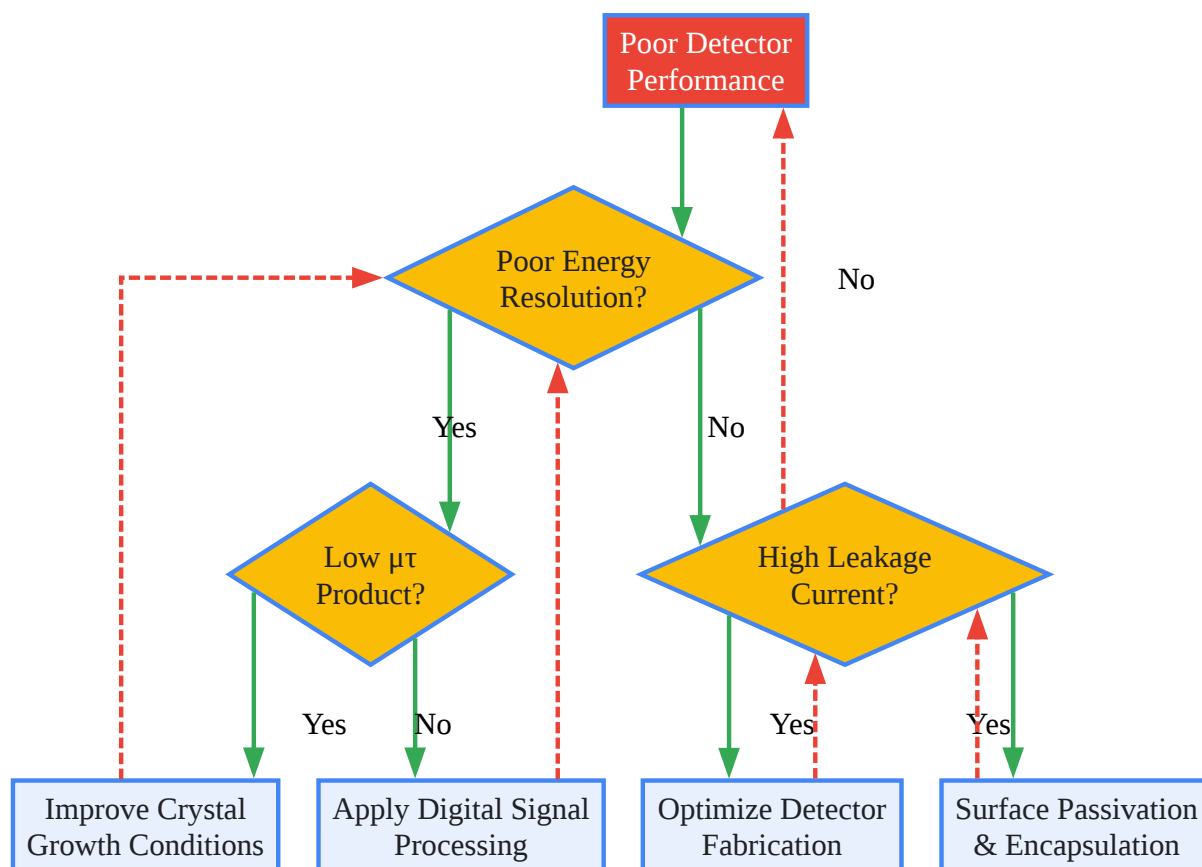 Poor Detector
Performance
Poor Energy
Resolution?
No
Yes
No
Low μτ
Product?
High Leakage
Current?
Yes
No
Yes
Yes
Improve Crystal
Growth Conditions
Apply Digital Signal
Processing
Optimize Detector
Fabrication
Surface Passivation
& Encapsulation